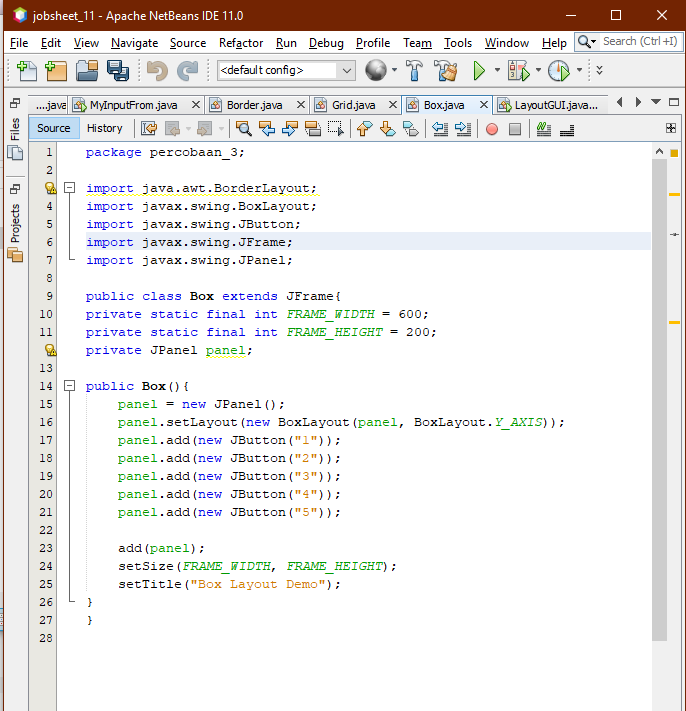 jobsheet_11 - Apache NetBeans IDE 11.0
File Edit View Navigate Source Refactor Run Debug Profile Team Tools Window Help Search (Ctrl+I)
<default config>
....java MyInputFrom.java Border.java Grid.java Box.java LayoutGUI.java...
Files
Projects
Source History
1 package percobaan_3;
2
import java.awt.BorderLayout;
4 import javax.swing.BoxLayout;
5 import javax.swing.JButton;
6 import javax.swing.JFrame;
7 import javax.swing.JPanel;
8
9 public class Box extends JFrame{
10 private static final int FRAME_WIDTH = 600;
11 private static final int FRAME_HEIGHT = 200;
private JPanel panel;
13
14 public Box(){
15 panel = new JPanel();
16 panel.setLayout(new BoxLayout(panel, BoxLayout.Y_AXIS));
17 panel.add(new JButton("1"));
18 panel.add(new JButton("2"));
19 panel.add(new JButton("3"));
20 panel.add(new JButton("4"));
21 panel.add(new JButton("5"));
22
23 add(panel);
24 setSize(FRAME_WIDTH, FRAME_HEIGHT);
25 setTitle("Box Layout Demo");
26 }
27 }
28